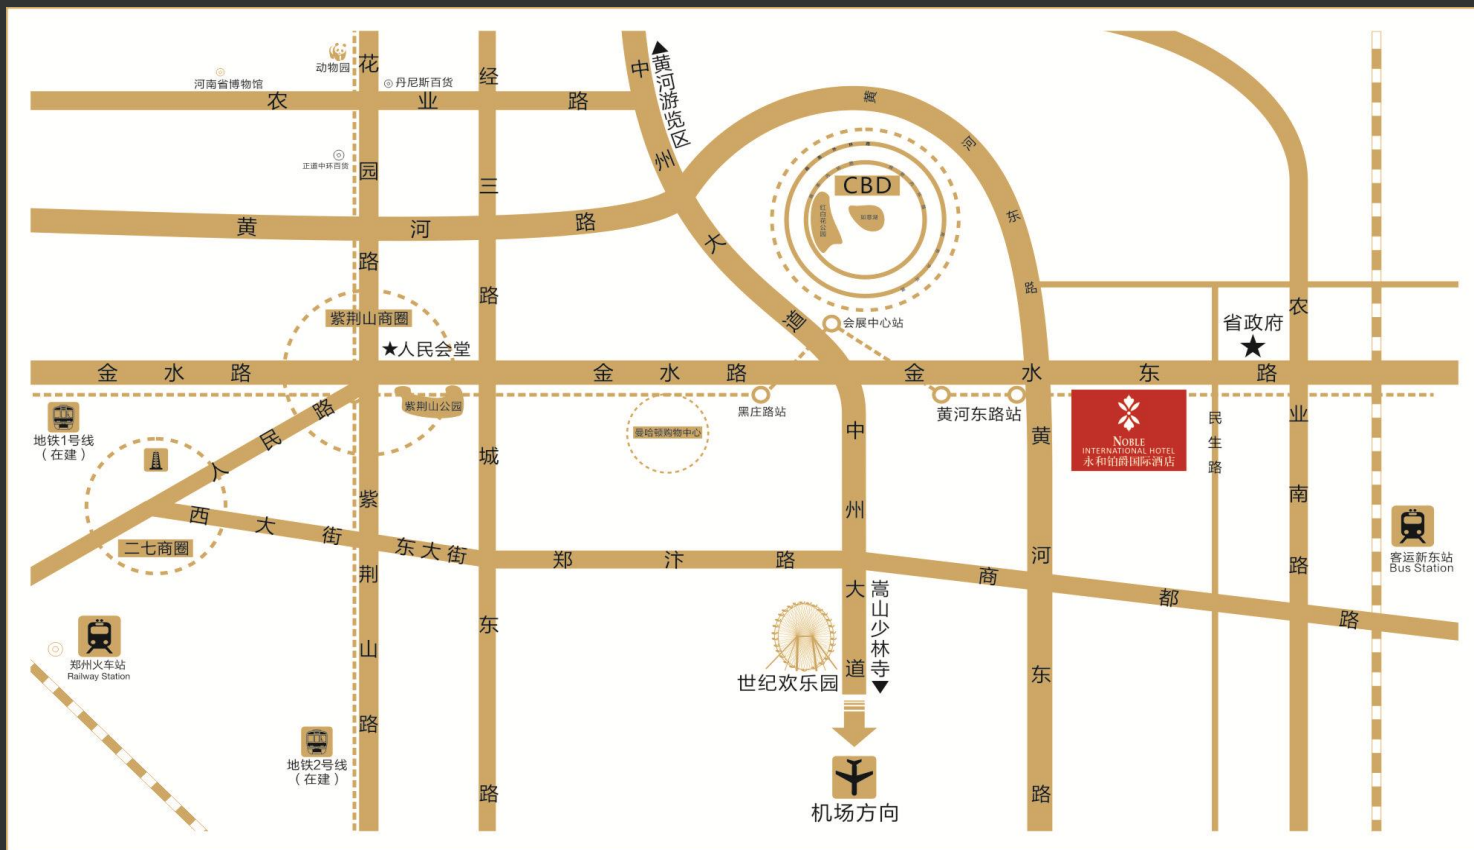 动物园
河南省博物馆
丹尼斯百货
农业路
正道中环百货
花园路
经三路
中州大道
黄河游览区
黄河路
黄河东路
CBD
红白花公园
如意湖
会展中心站
紫荆山商圈
人民会堂
省政府
金水路
金水路
金水东路
紫荆山公园
黑庄路站
黄河东路站
NOBLE
INTERNATIONAL HOTEL
永和铂爵国际酒店
民生路
农业南路
地铁1号线
（在建）
人民路
曼哈顿购物中心
二七商圈
西大街
东大街
郑汴路
商都路
城东路
紫荆山路
中州大道
黄河东路
客运新东站
Bus Station
郑州火车站
Railway Station
嵩山少林寺
世纪欢乐园
地铁2号线
（在建）
机场方向